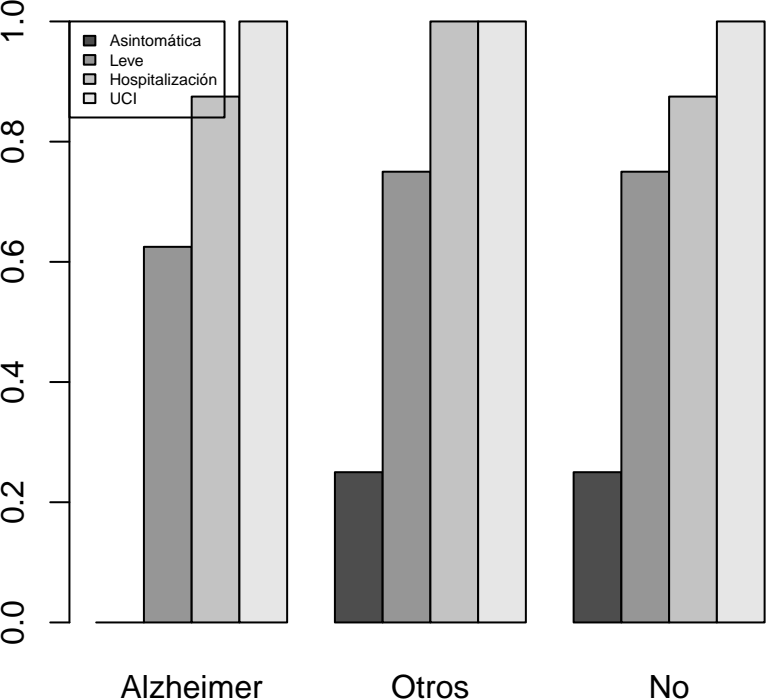 1.0
0.8
0.6
0.4
0.2
0.0
Asintomática
Leve
Hospitalización
UCI
Alzheimer Otros No